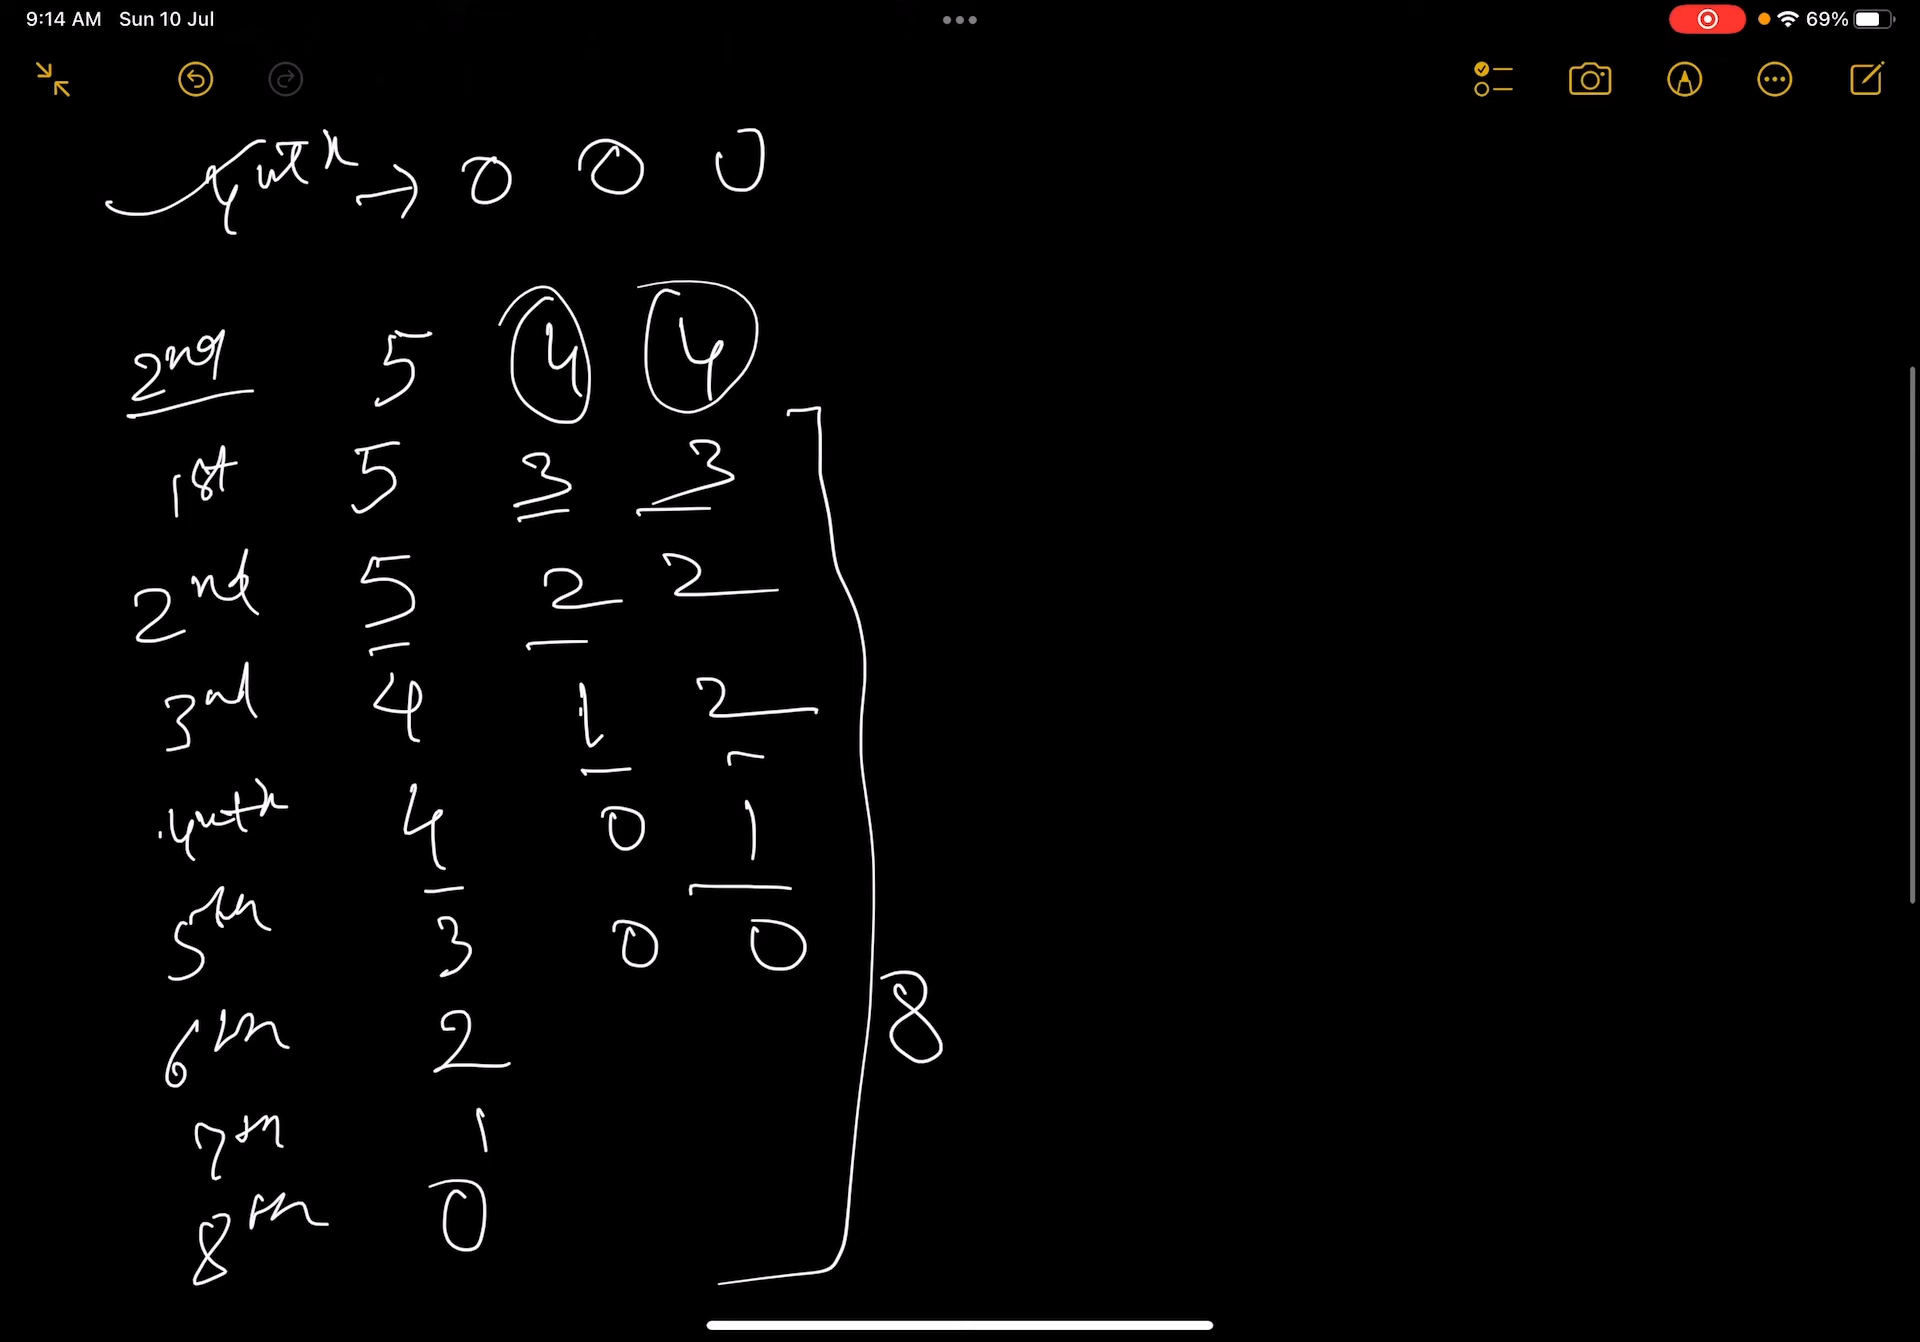 9:14 AM Sun 10 Jul 69%
4uth → 0 0 0
2nd 5 4 4
1st 5 3 3
2nd 5 2 2
3rd 4 1 2
4uth 4 0 1
5th 3 0 0
8
6th 2
7th 1
8th 0